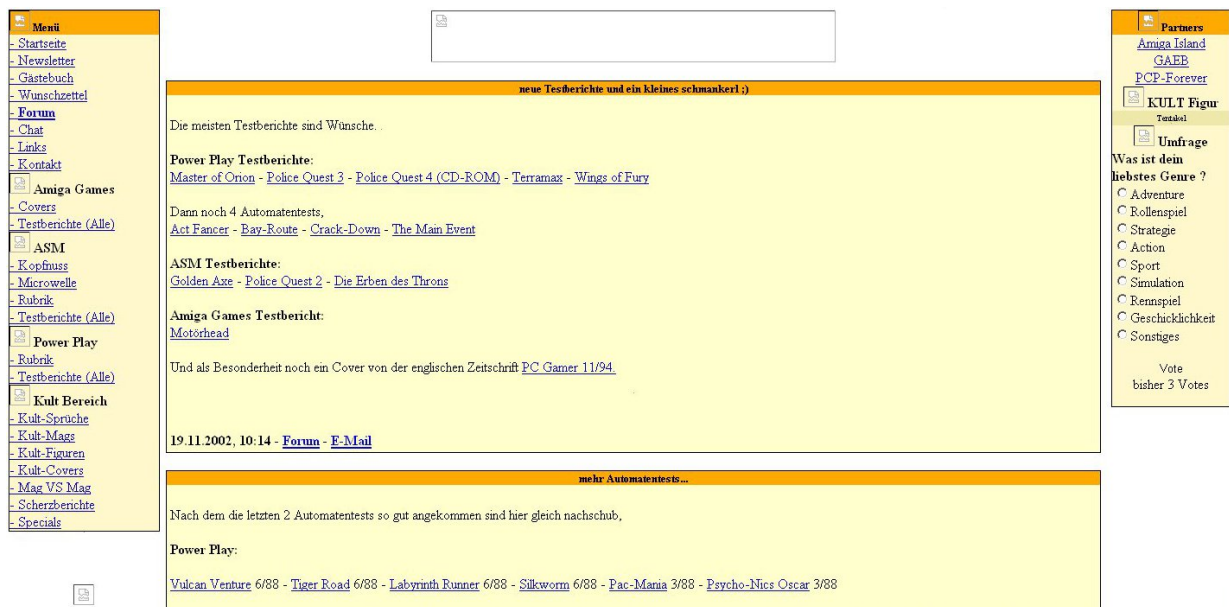 Menü
- Startseite
- Newsletter
- Gästebuch
- Wunschzettel
- Forum
- Chat
- Links
- Kontakt
Amiga Games
- Covers
- Testberichte (Alle)
ASM
- Kopfnuss
- Microwelle
- Rubrik
- Testberichte (Alle)
Power Play
- Rubrik
- Testberichte (Alle)
Kult Bereich
- Kult-Sprüche
- Kult-Mags
- Kult-Figuren
- Kult-Covers
- Mag VS Mag
- Scherzberichte
- Specials
neue Testberichte und ein kleines schmankerl ;)
Die meisten Testberichte sind Wünsche. .
Power Play Testberichte:
Master of Orion - Police Quest 3 - Police Quest 4 (CD-ROM) - Terramax - Wings of Fury
Dann noch 4 Automatentests,
Act Fancer - Bay-Route - Crack-Down - The Main Event
ASM Testberichte:
Golden Axe - Police Quest 2 - Die Erben des Throns
Amiga Games Testbericht:
Motörhead
Und als Besonderheit noch ein Cover von der englischen Zeitschrift PC Gamer 11/94.
19.11.2002, 10:14 - Forum - E-Mail
mehr Automatentests...
Nach dem die letzten 2 Automatentests so gut angekommen sind hier gleich nachschub,
Power Play:
Vulcan Venture 6/88 - Tiger Road 6/88 - Labyrinth Runner 6/88 - Silkworm 6/88 - Pac-Mania 3/88 - Psycho-Nics Oscar 3/88
Partners
Amiga Island
GAEB
PCP-Forever
KULT Figur
Tentakel
Umfrage
Was ist dein
liebstes Genre ?
Adventure
Rollenspiel
Strategie
Action
Sport
Simulation
Rennspiel
Geschicklichkeit
Sonstiges
Vote
bisher 3 Votes